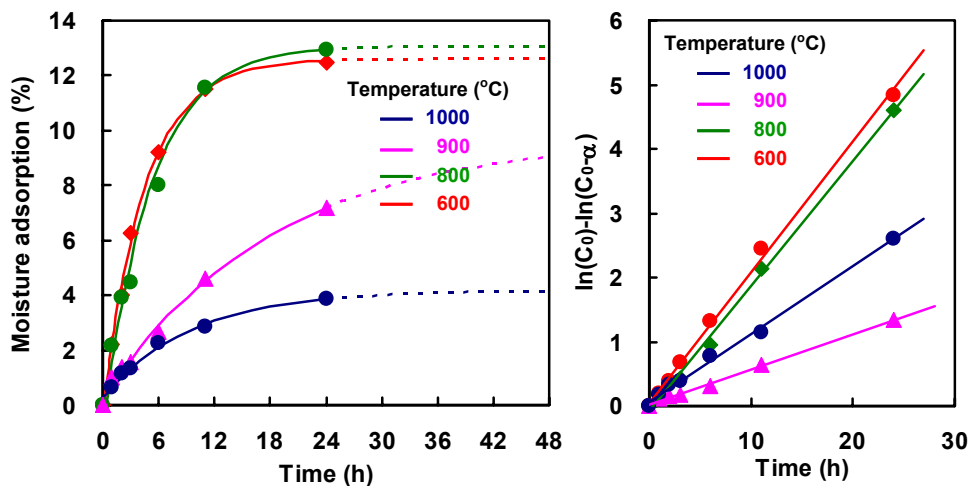 14
12
10
8
6
4
2
0
Moisture adsorption (%)
Temperature (°C)
1000
900
800
600
0 6 12 18 24 30 36 42 48
Time (h)
6
5
4
3
2
1
0
ln(C₀)-ln(C₀-α)
Temperature (°C)
1000
900
800
600
0 10 20 30
Time (h)